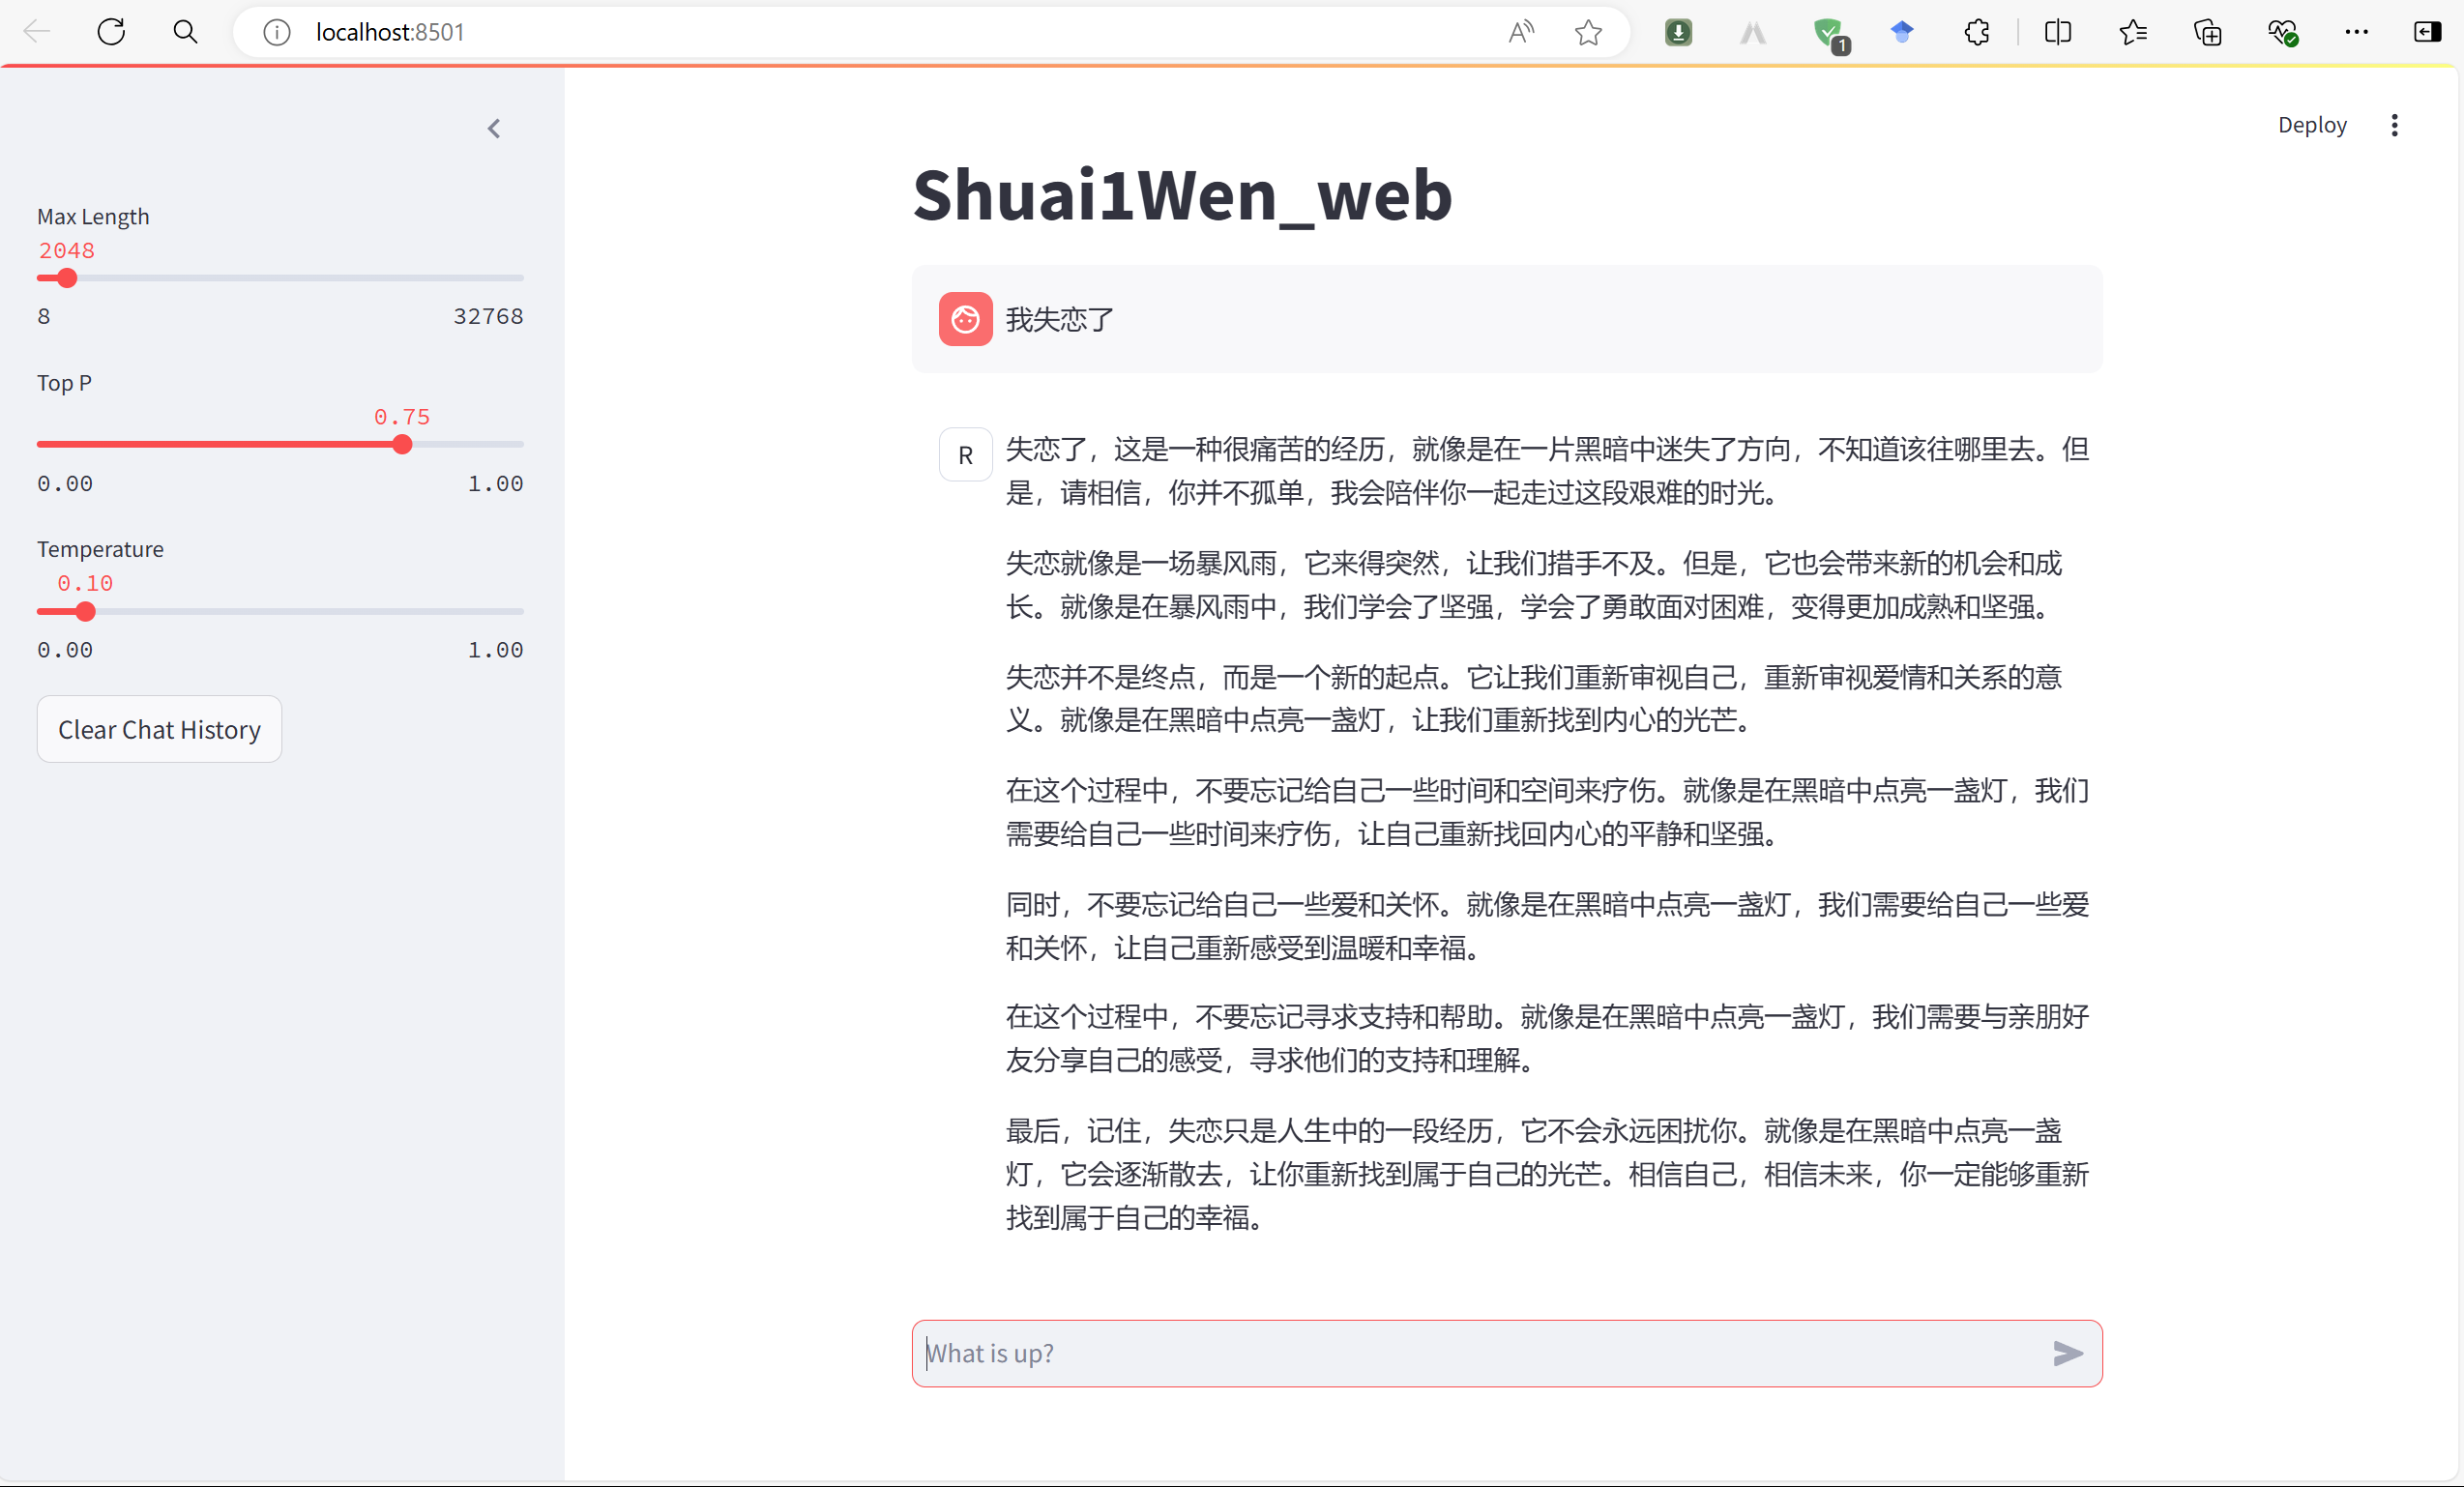 localhost:8501
1
Deploy
Max Length
2048
8 32768
Top P
0.75
0.00 1.00
Temperature
0.10
0.00 1.00
Clear Chat History
Shuai1Wen_web
我失恋了
R
失恋了，这是一种很痛苦的经历，就像是在一片黑暗中迷失了方向，不知道该往哪里去。但
是，请相信，你并不孤单，我会陪伴你一起走过这段艰难的时光。
失恋就像是一场暴风雨，它来得突然，让我们措手不及。但是，它也会带来新的机会和成
长。就像是在暴风雨中，我们学会了坚强，学会了勇敢面对困难，变得更加成熟和坚强。
失恋并不是终点，而是一个新的起点。它让我们重新审视自己，重新审视爱情和关系的意
义。就像是在黑暗中点亮一盏灯，让我们重新找到内心的光芒。
在这个过程中，不要忘记给自己一些时间和空间来疗伤。就像是在黑暗中点亮一盏灯，我们
需要给自己一些时间来疗伤，让自己重新找回内心的平静和坚强。
同时，不要忘记给自己一些爱和关怀。就像是在黑暗中点亮一盏灯，我们需要给自己一些爱
和关怀，让自己重新感受到温暖和幸福。
在这个过程中，不要忘记寻求支持和帮助。就像是在黑暗中点亮一盏灯，我们需要与亲朋好
友分享自己的感受，寻求他们的支持和理解。
最后，记住，失恋只是人生中的一段经历，它不会永远困扰你。就像是在黑暗中点亮一盏
灯，它会逐渐散去，让你重新找到属于自己的光芒。相信自己，相信未来，你一定能够重新
找到属于自己的幸福。
What is up?